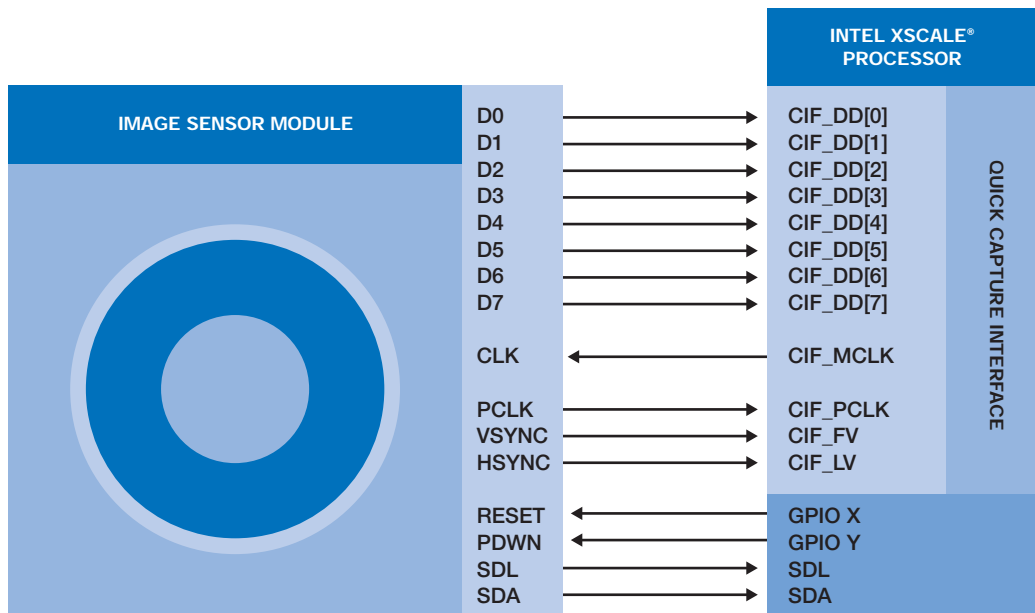 INTEL XSCALE®
PROCESSOR
IMAGE SENSOR MODULE
D0
D1
D2
D3
D4
D5
D6
D7
CLK
PCLK
VSYNC
HSYNC
RESET
PDWN
SDL
SDA
CIF_DD[0]
CIF_DD[1]
CIF_DD[2]
CIF_DD[3]
CIF_DD[4]
CIF_DD[5]
CIF_DD[6]
CIF_DD[7]
CIF_MCLK
CIF_PCLK
CIF_FV
CIF_LV
GPIO X
GPIO Y
SDL
SDA
QUICK CAPTURE INTERFACE